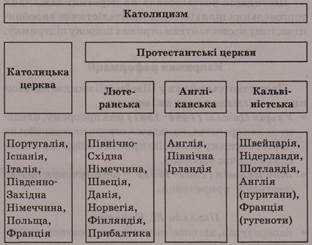 Католицизм
Католицька
церква
Протестантські церкви
Люте-
ранська
Англі-
канська
Кальві-
ністська
Португалія,
Іспанія,
Італія,
Південно-
Західна
Німеччина,
Польща,
Франція
Північно-
Східна
Німеччина,
Швеція,
Данія,
Норвегія,
Фінляндія,
Прибалтика
Англія,
Північна
Ірландія
Швейцарія,
Нідерланди,
Шотландія,
Англія
(пуритани),
Франція
(гугеноти)